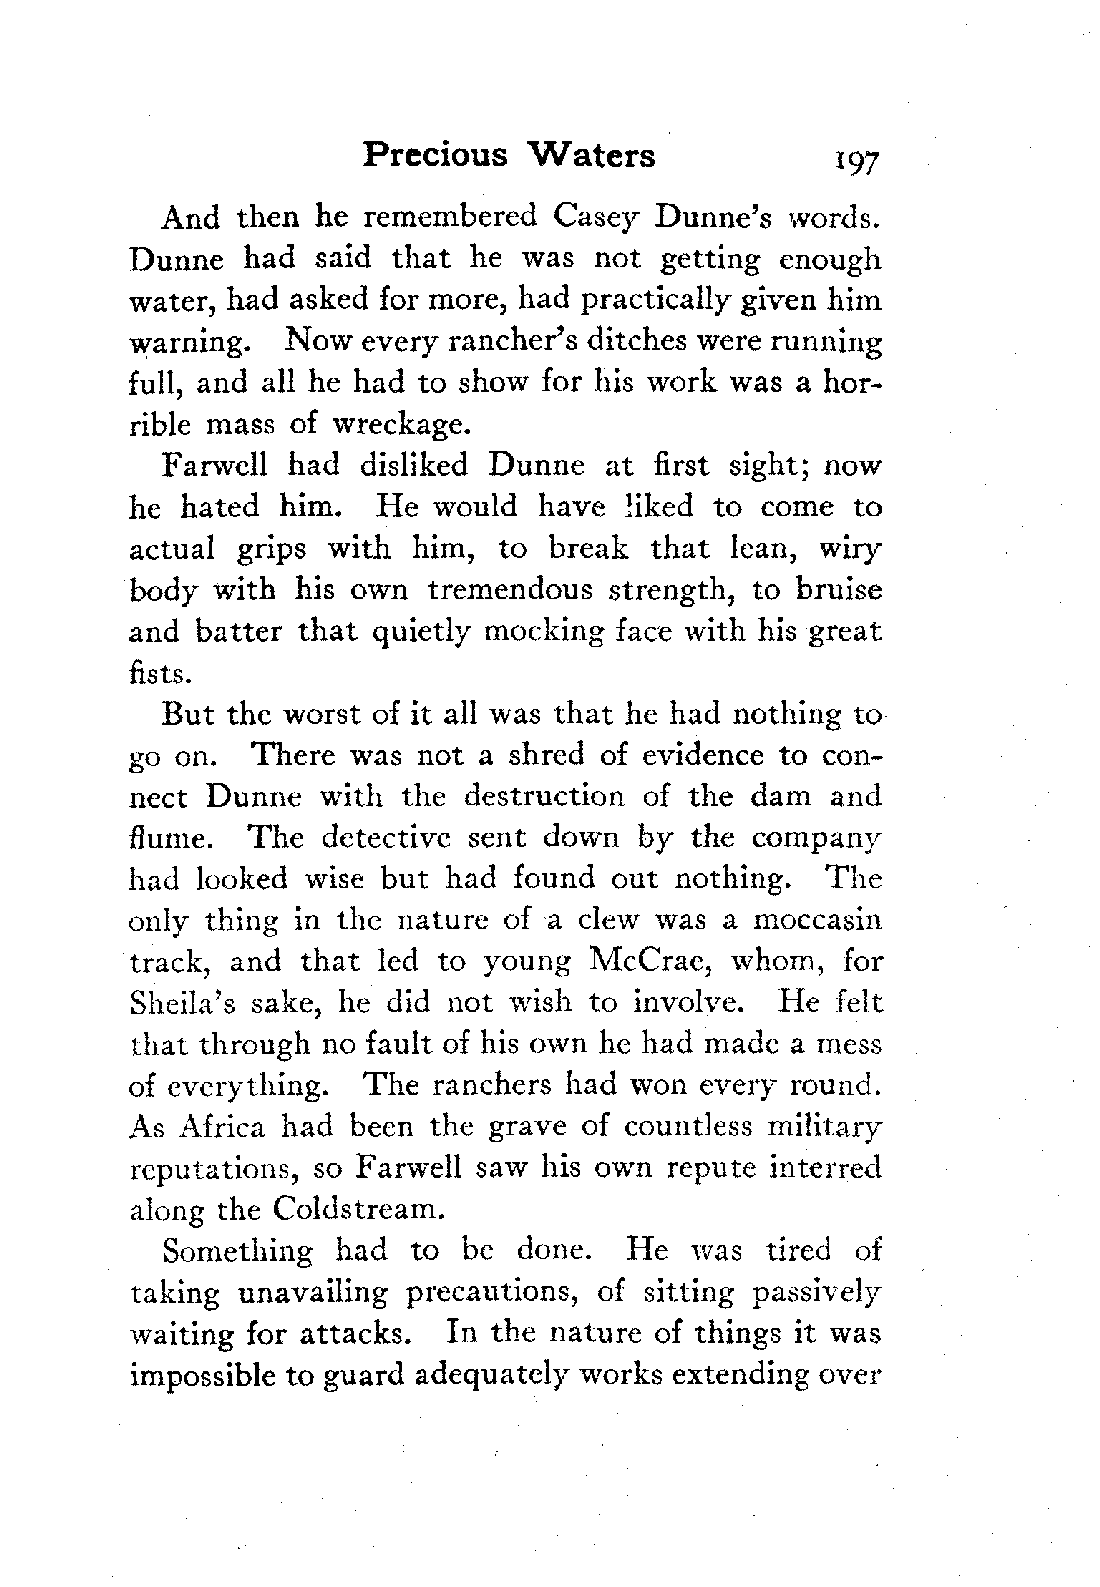 Precious Waters 197
And then he remembered Casey Dunne's words.
Dunne had said that he was not getting enough
water, had asked for more, had practically given him
warning. Now every rancher's ditches were running
full, and all he had to show for his work was a hor-
rible mass of wreckage.
Farwell had disliked Dunne at first sight; now
he hated him. He would have liked to come to
actual grips with him, to break that lean, wiry
body with his own tremendous strength, to bruise
and batter that quietly mocking face with his great
fists.
But the worst of it all was that he had nothing to
go on. There was not a shred of evidence to con-
nect Dunne with the destruction of the dam and
flume. The detective sent down by the company
had looked wise but had found out nothing. The
only thing in the nature of a clew was a moccasin
track, and that led to young McCrae, whom, for
Sheila's sake, he did not wish to involve. He felt
that through no fault of his own he had made a mess
of everything. The ranchers had won every round.
As Africa had been the grave of countless military
reputations, so Farwell saw his own repute interred
along the Coldstream.
Something had to be done. He was tired of
taking unavailing precautions, of sitting passively
waiting for attacks. In the nature of things it was
impossible to guard adequately works extending over